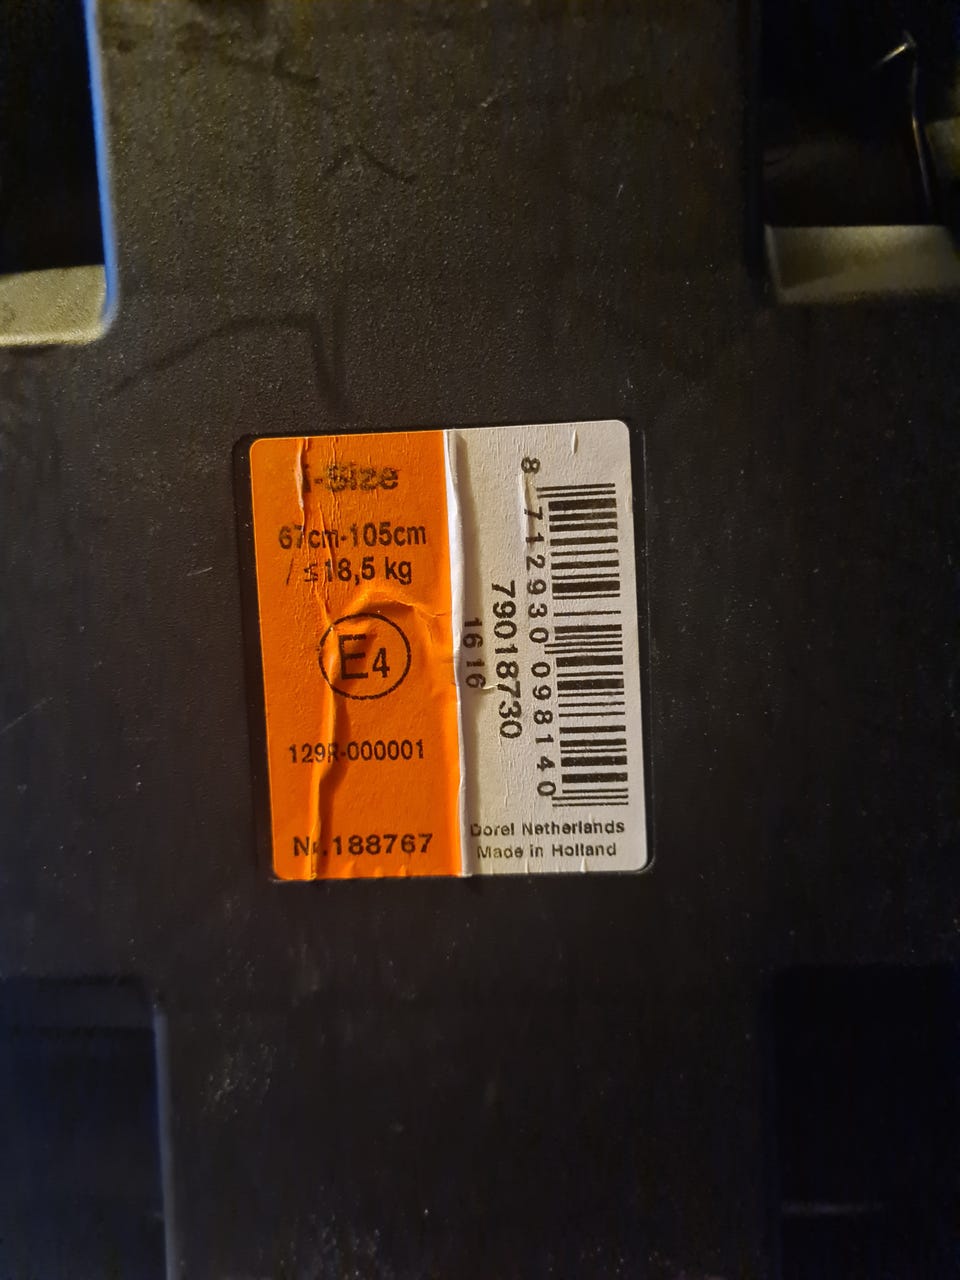 i-Size
67cm-105cm
/ ≤18,5 kg
E4
129R-000001
Nr.188767
8 712930 098140
79018730
1616
Dorel Netherlands
Made in Holland